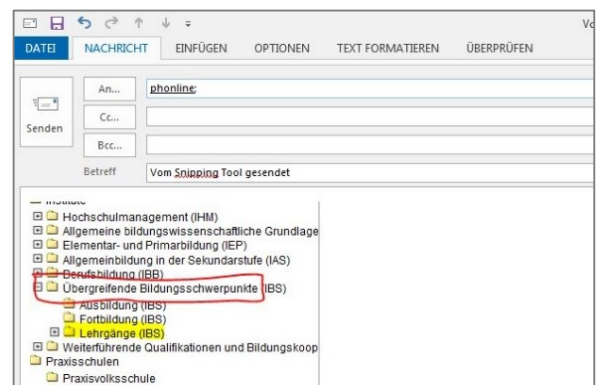 Vo
DATEI NACHRICHT EINFÜGEN OPTIONEN TEXT FORMATIEREN ÜBERPRÜFEN
An... phonline;
Cc...
Senden
Bcc...
Betreff Vom Snipping Tool gesendet
Institute
Hochschulmanagement (IHM)
Allgemeine bildungswissenschaftliche Grundlage
Elementar- und Primarbildung (IEP)
Allgemeinbildung in der Sekundarstufe (IAS)
Berufsbildung (IBB)
Übergreifende Bildungsschwerpunkte (IBS)
Ausbildung (IBS)
Fortbildung (IBS)
Lehrgänge (IBS)
Weiterführende Qualifikationen und Bildungskoop
Praxisschulen
Praxisvolksschule